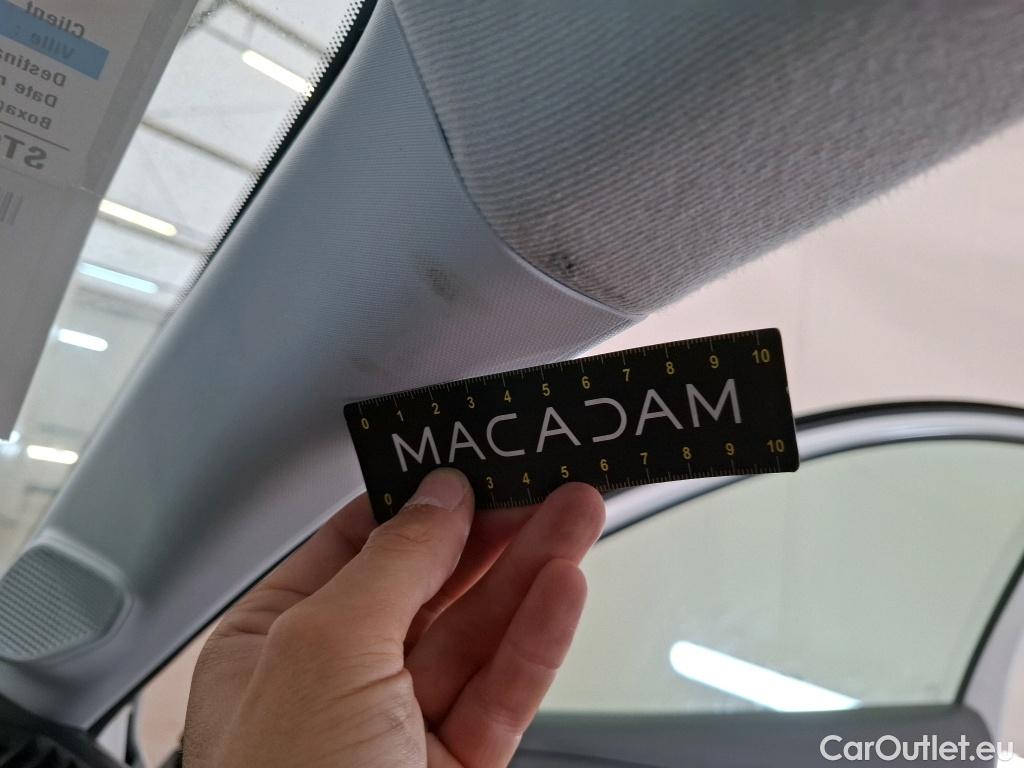 Client
Ville :
Destina
Date r
Boxag
ST
0 1 2 3 4 5 6 7 8 9 10
MACADAM
0 3 4 5 6 7 8 9 10
CarOutlet.eu